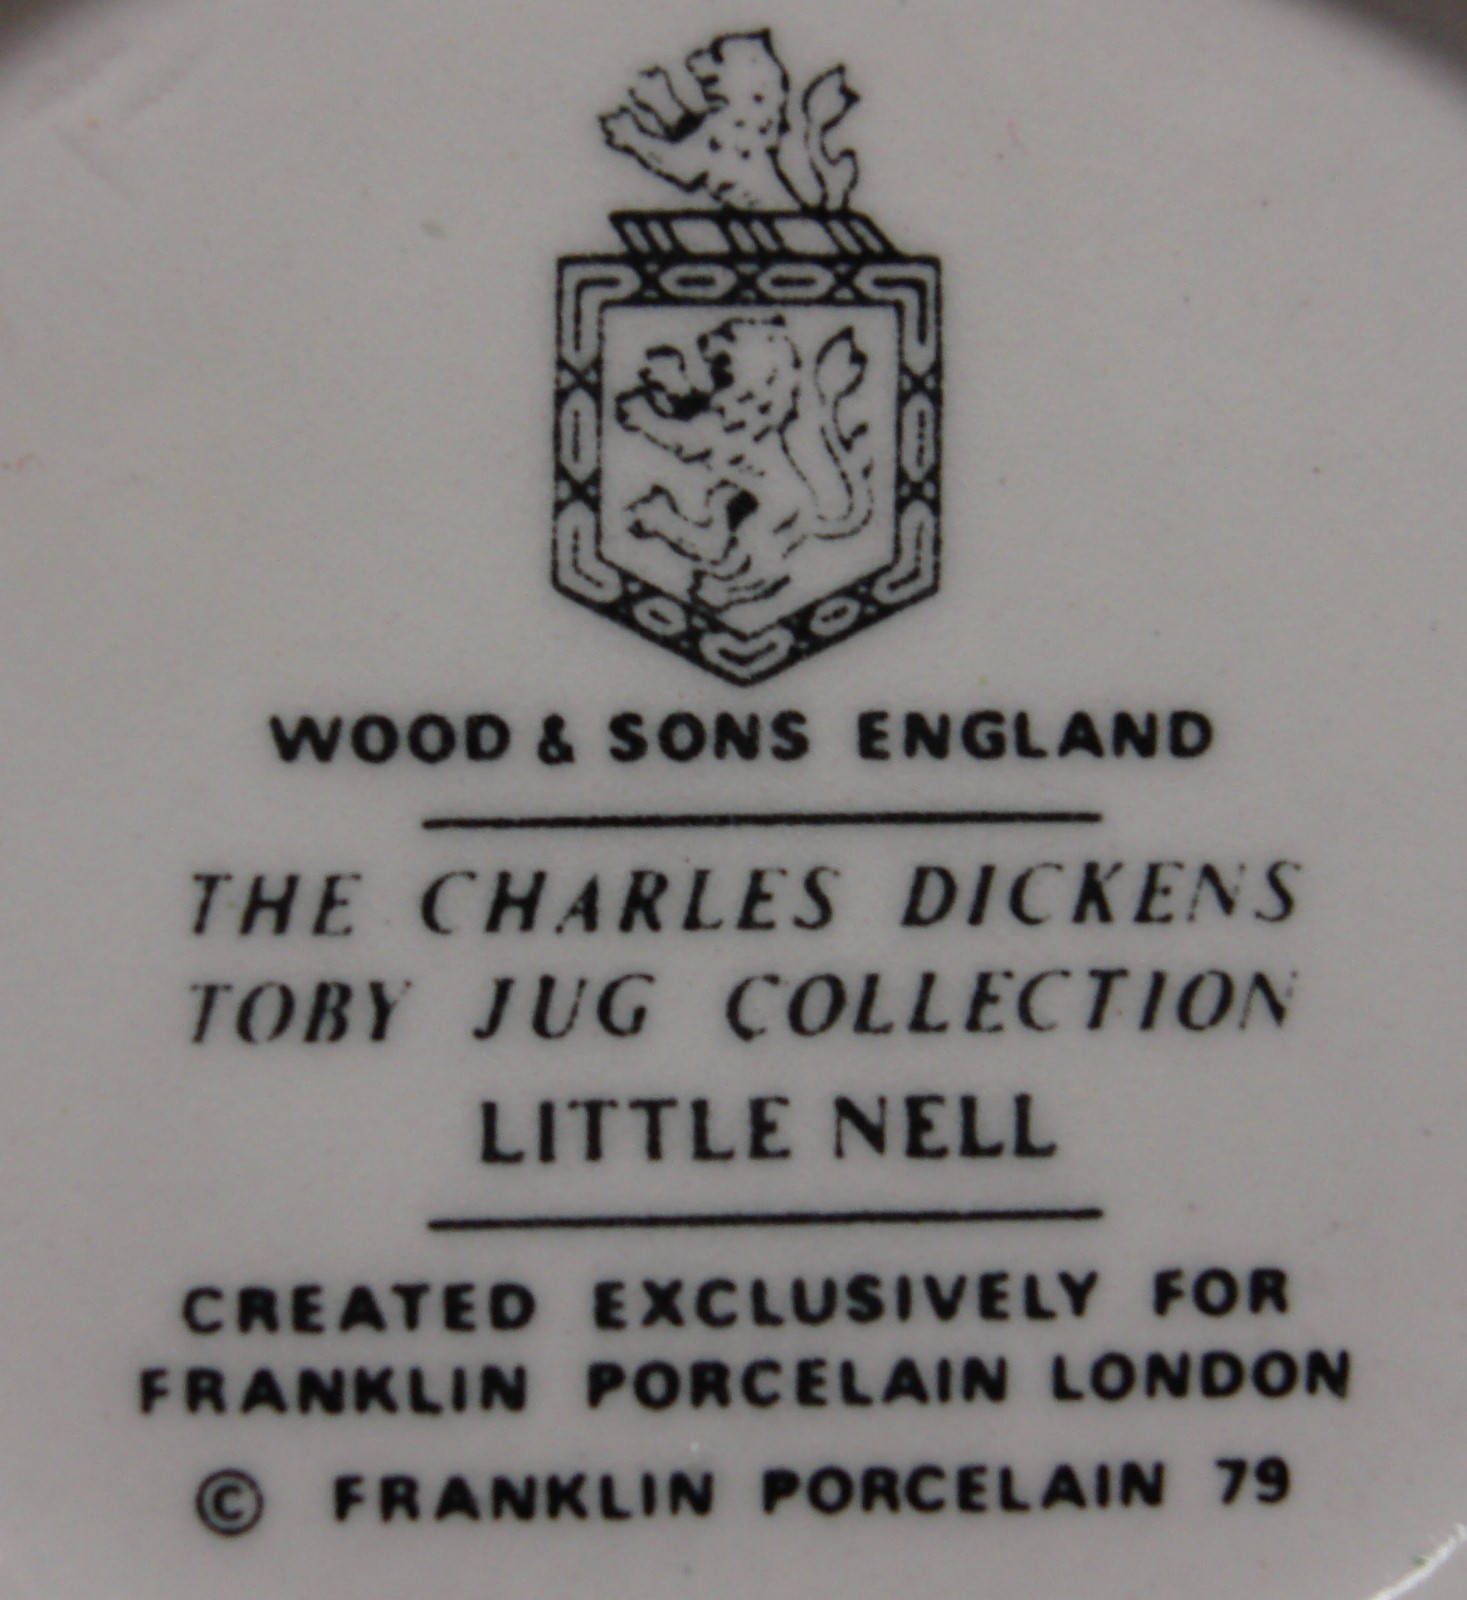 WOOD & SONS ENGLAND
THE CHARLES DICKENS
TOBY JUG COLLECTION
LITTLE NELL
CREATED EXCLUSIVELY FOR
FRANKLIN PORCELAIN LONDON
© FRANKLIN PORCELAIN 79